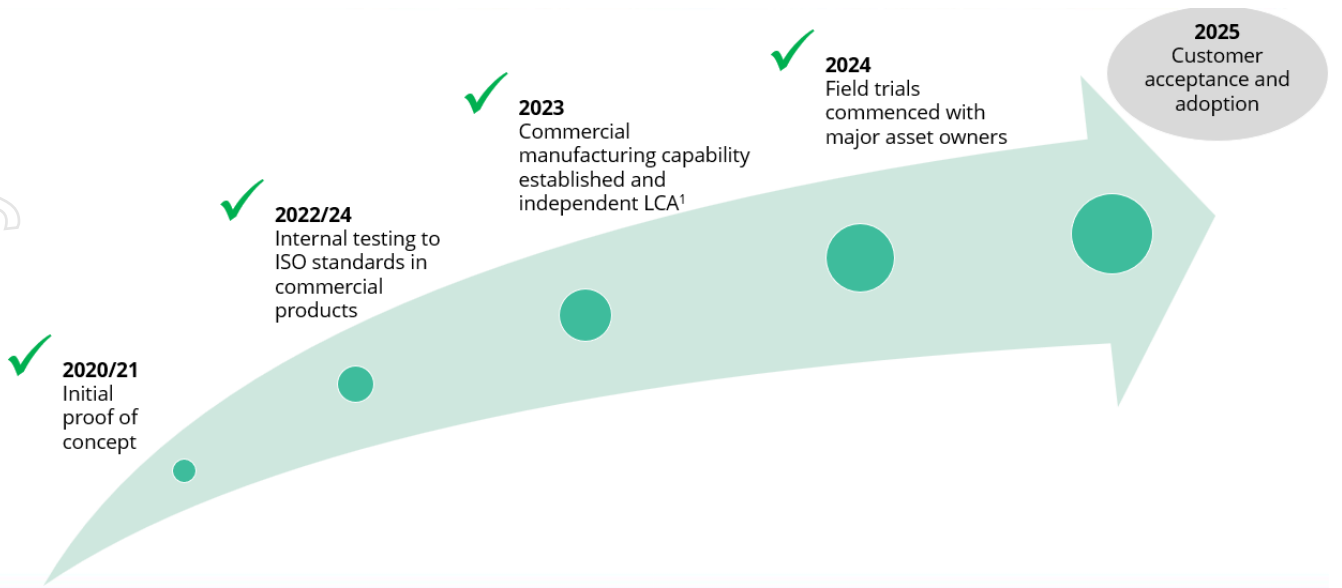 2020/21
Initial
proof of
concept
2022/24
Internal testing to
ISO standards in
commercial
products
2023
Commercial
manufacturing capability
established and
independent LCA¹
2024
Field trials
commenced with
major asset owners
2025
Customer
acceptance and
adoption